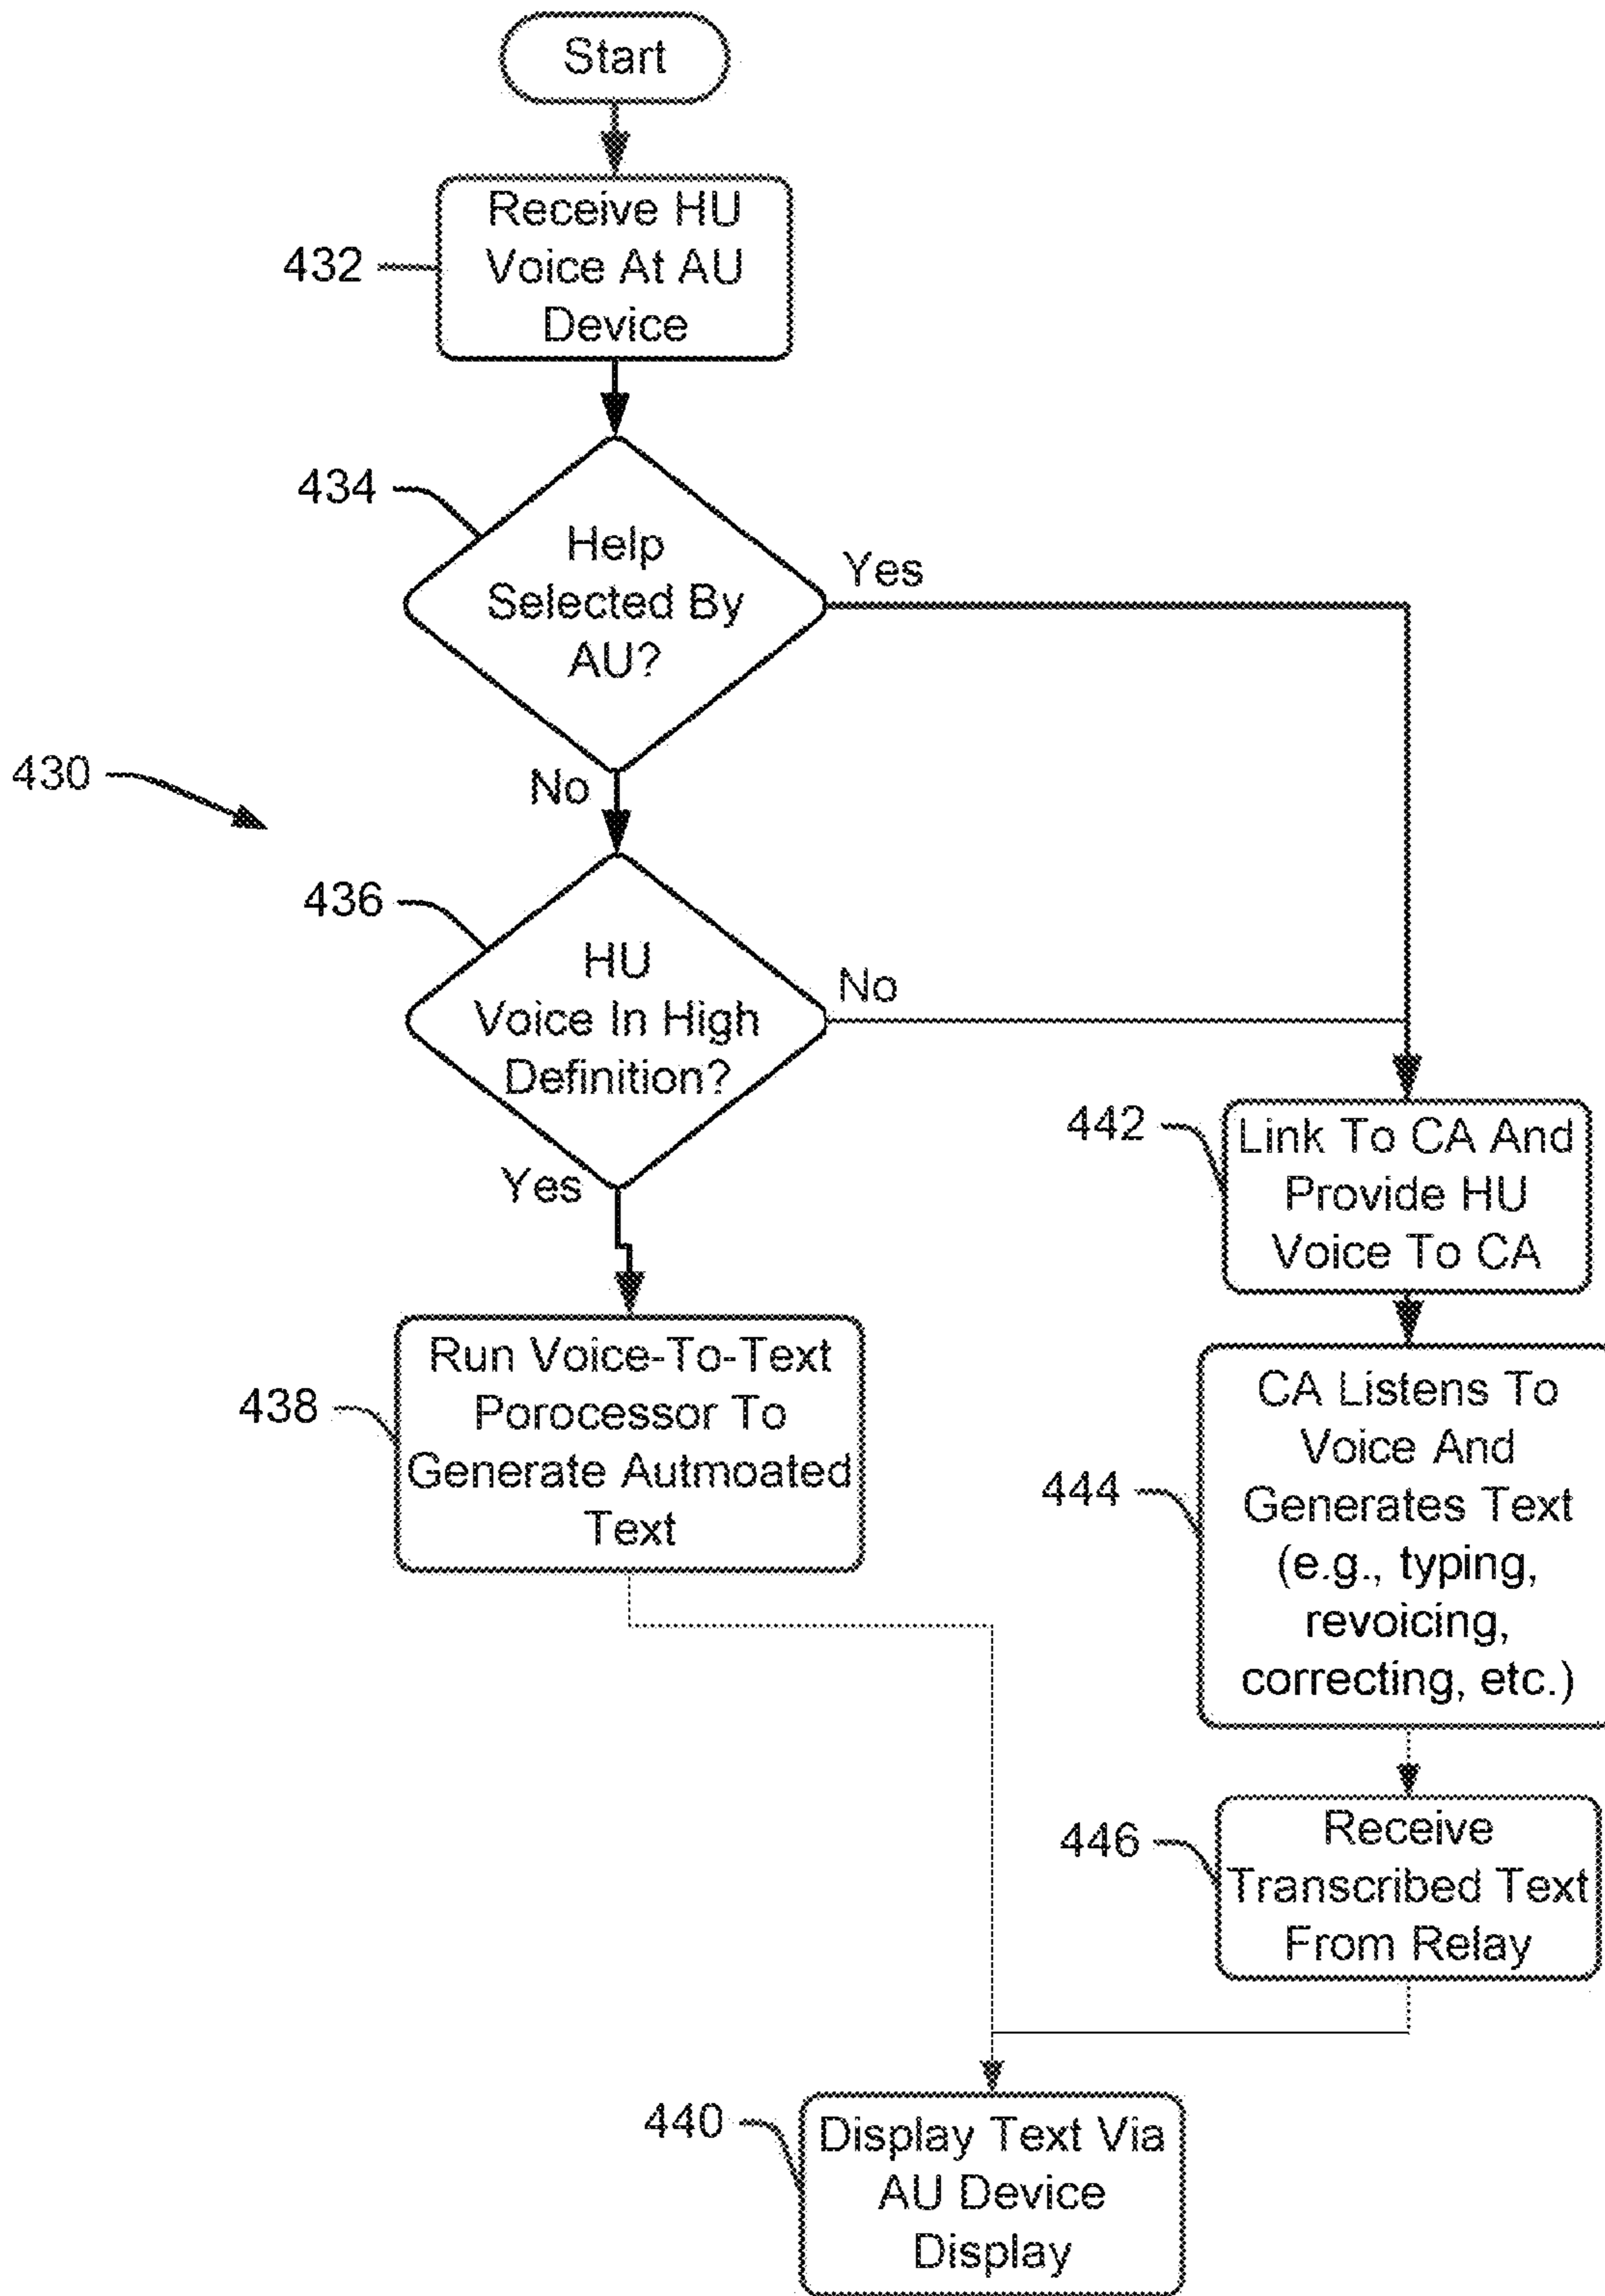 Start
Receive HU
Voice At AU
Device
432
434
Help
Selected By
AU?
Yes
No
430
436
HU
Voice In High
Definition?
No
Yes
442
Link To CA And
Provide HU
Voice To CA
438
Run Voice-To-Text
Porocessor To
Generate Autmoated
Text
444
CA Listens To
Voice And
Generates Text
(e.g., typing,
revoicing,
correcting, etc.)
446
Receive
Transcribed Text
From Relay
440
Display Text Via
AU Device
Display